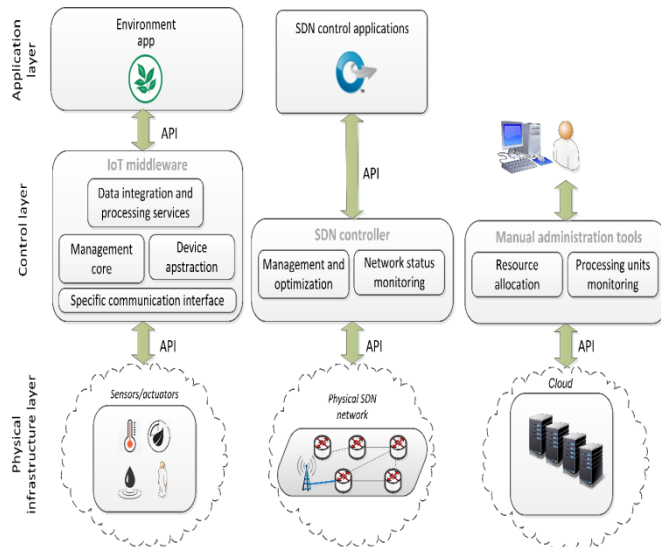 Application
layer
Environment
app
SDN control applications
API
API
IoT middleware
Data integration and
processing services
Management
core
Device
apstraction
Specific communication interface
Control layer
SDN controller
Management and
optimization
Network status
monitoring
Manual administration tools
Resource
allocation
Processing units
monitoring
API
API
API
Physical
infrastructure layer
Sensors/actuators
Physical SDN
network
Cloud